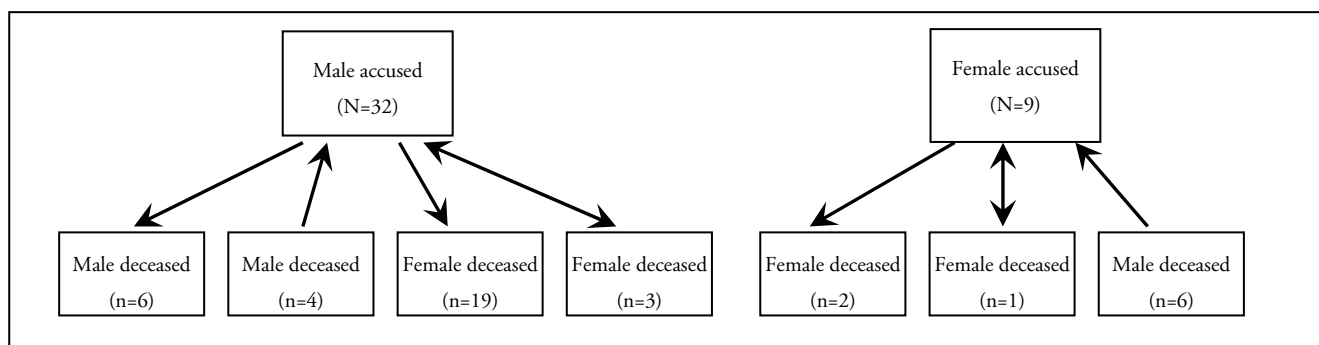 Male accused
(N=32)
Female accused
(N=9)
Male deceased
(n=6)
Male deceased
(n=4)
Female deceased
(n=19)
Female deceased
(n=3)
Female deceased
(n=2)
Female deceased
(n=1)
Male deceased
(n=6)